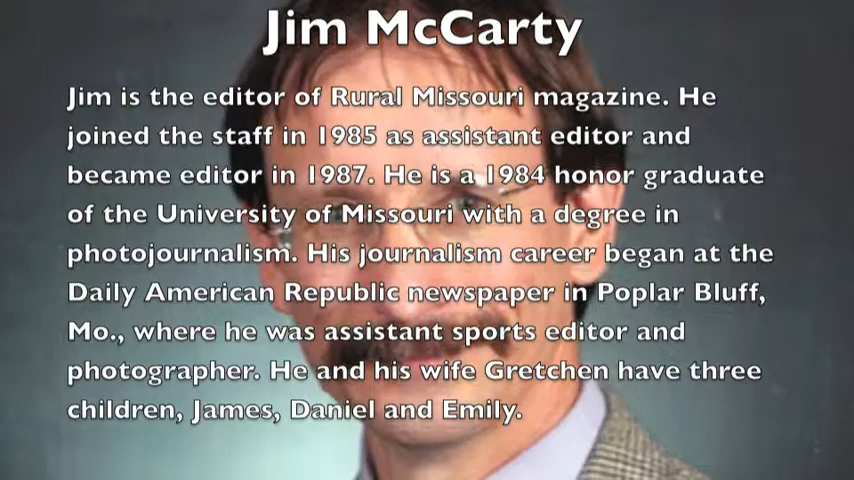 Jim McCarty
Jim is the editor of Rural Missouri magazine. He
joined the staff in 1985 as assistant editor and
became editor in 1987. He is a 1984 honor graduate
of the University of Missouri with a degree in
photojournalism. His journalism career began at the
Daily American Republic newspaper in Poplar Bluff,
Mo., where he was assistant sports editor and
photographer. He and his wife Gretchen have three
children, James, Daniel and Emily.